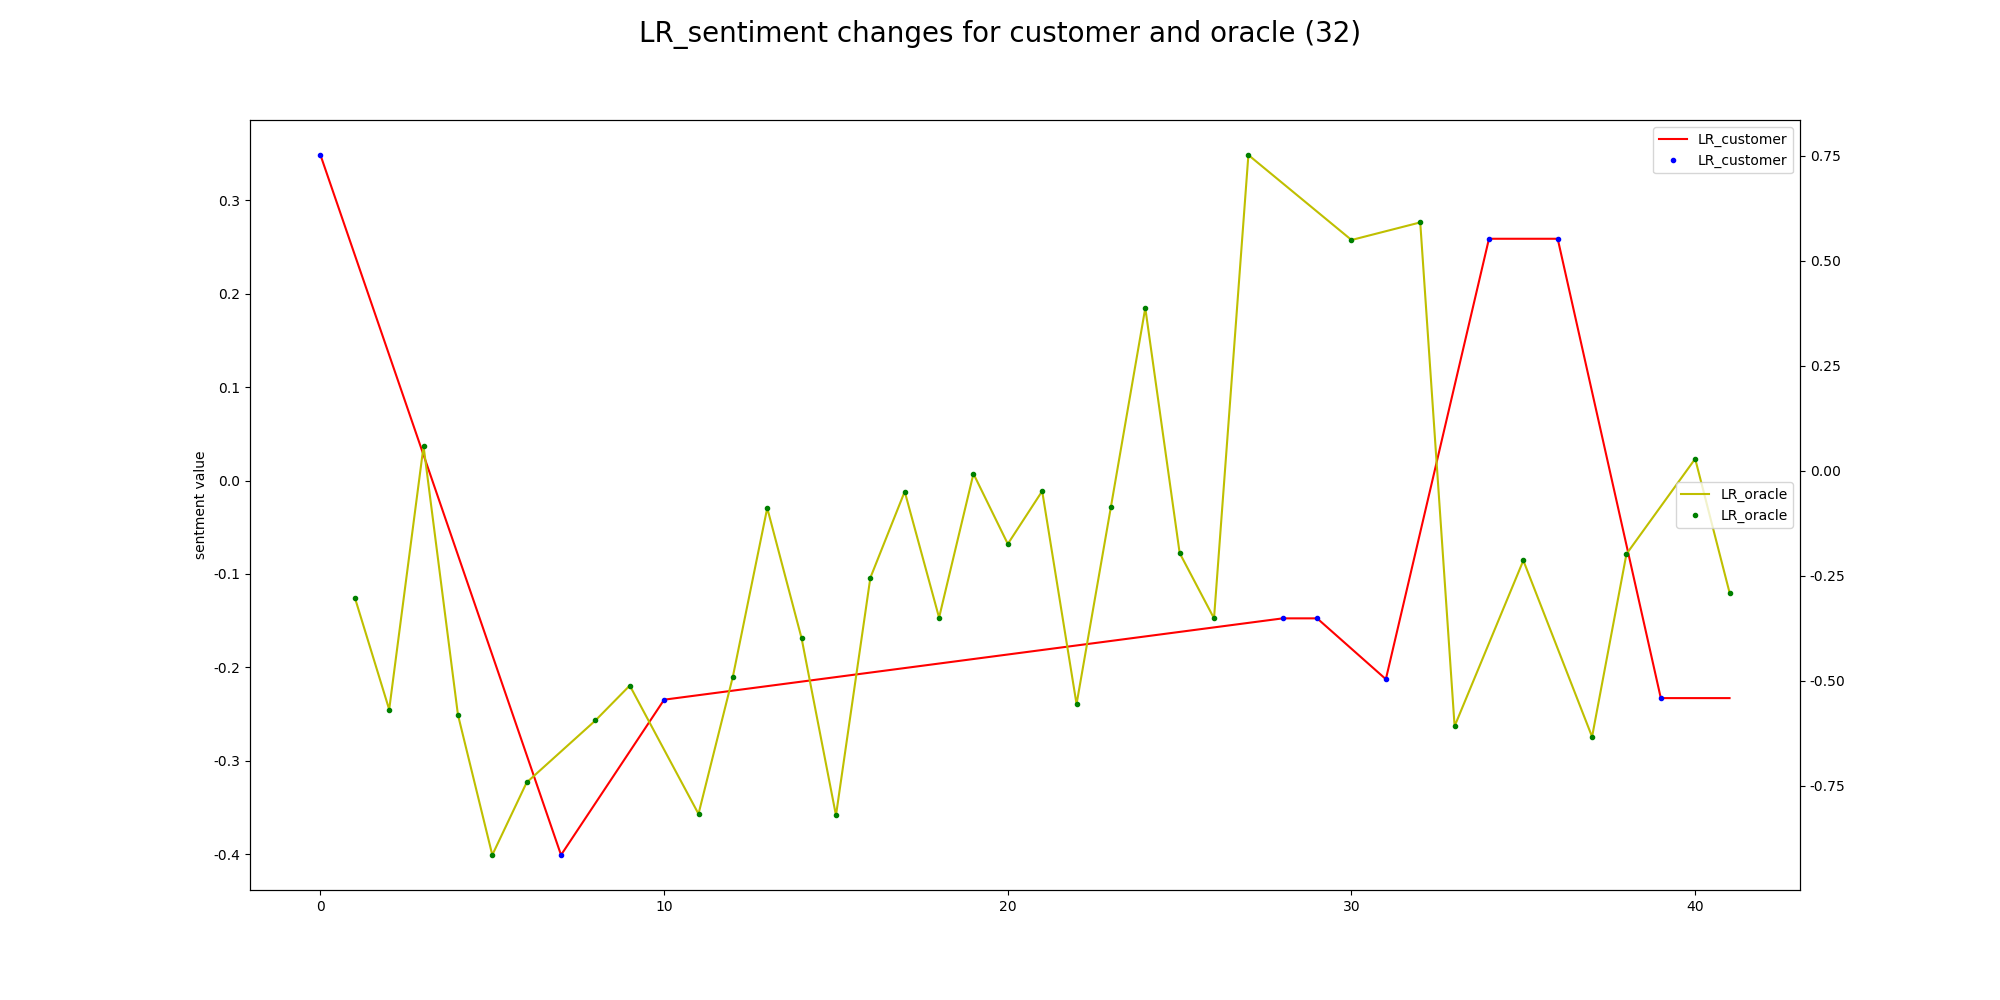 LR_sentiment changes for customer and oracle (32)
LR_customer
LR_customer
0.3
0.2
0.1
0.0
-0.1
-0.2
-0.3
-0.4
sentment value
0.75
0.50
0.25
0.00
-0.25
-0.50
-0.75
LR_oracle
LR_oracle
0 10 20 30 40